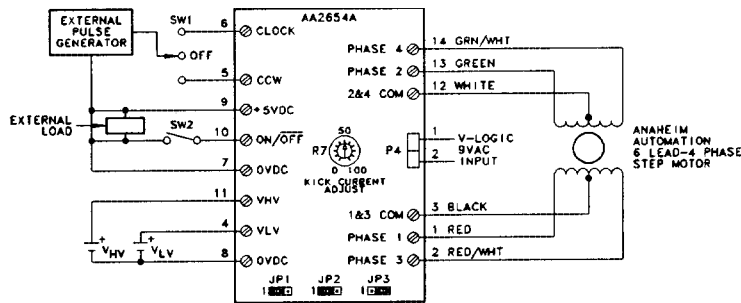 EXTERNAL
PULSE
GENERATOR
SW1
OFF
6
5
9
10
7
11
4
8
EXTERNAL
LOAD
SW2
+ VHV
+ VLV
AA2654A
CLOCK
CCW
+5VDC
ON/OFF
0VDC
VHV
VLV
0VDC
PHASE 4
PHASE 2
2&4 COM
50
R7
0 100
KICK CURRENT
ADJUST
P4
1&3 COM
PHASE 1
PHASE 3
JP1
1
JP2
1
JP3
1
14 GRN/WHT
13 GREEN
12 WHITE
1 V-LOGIC
9VAC
2 INPUT
3 BLACK
1 RED
2 RED/WHT
ANAHEIM
AUTOMATION
6 LEAD-4 PHASE
STEP MOTOR